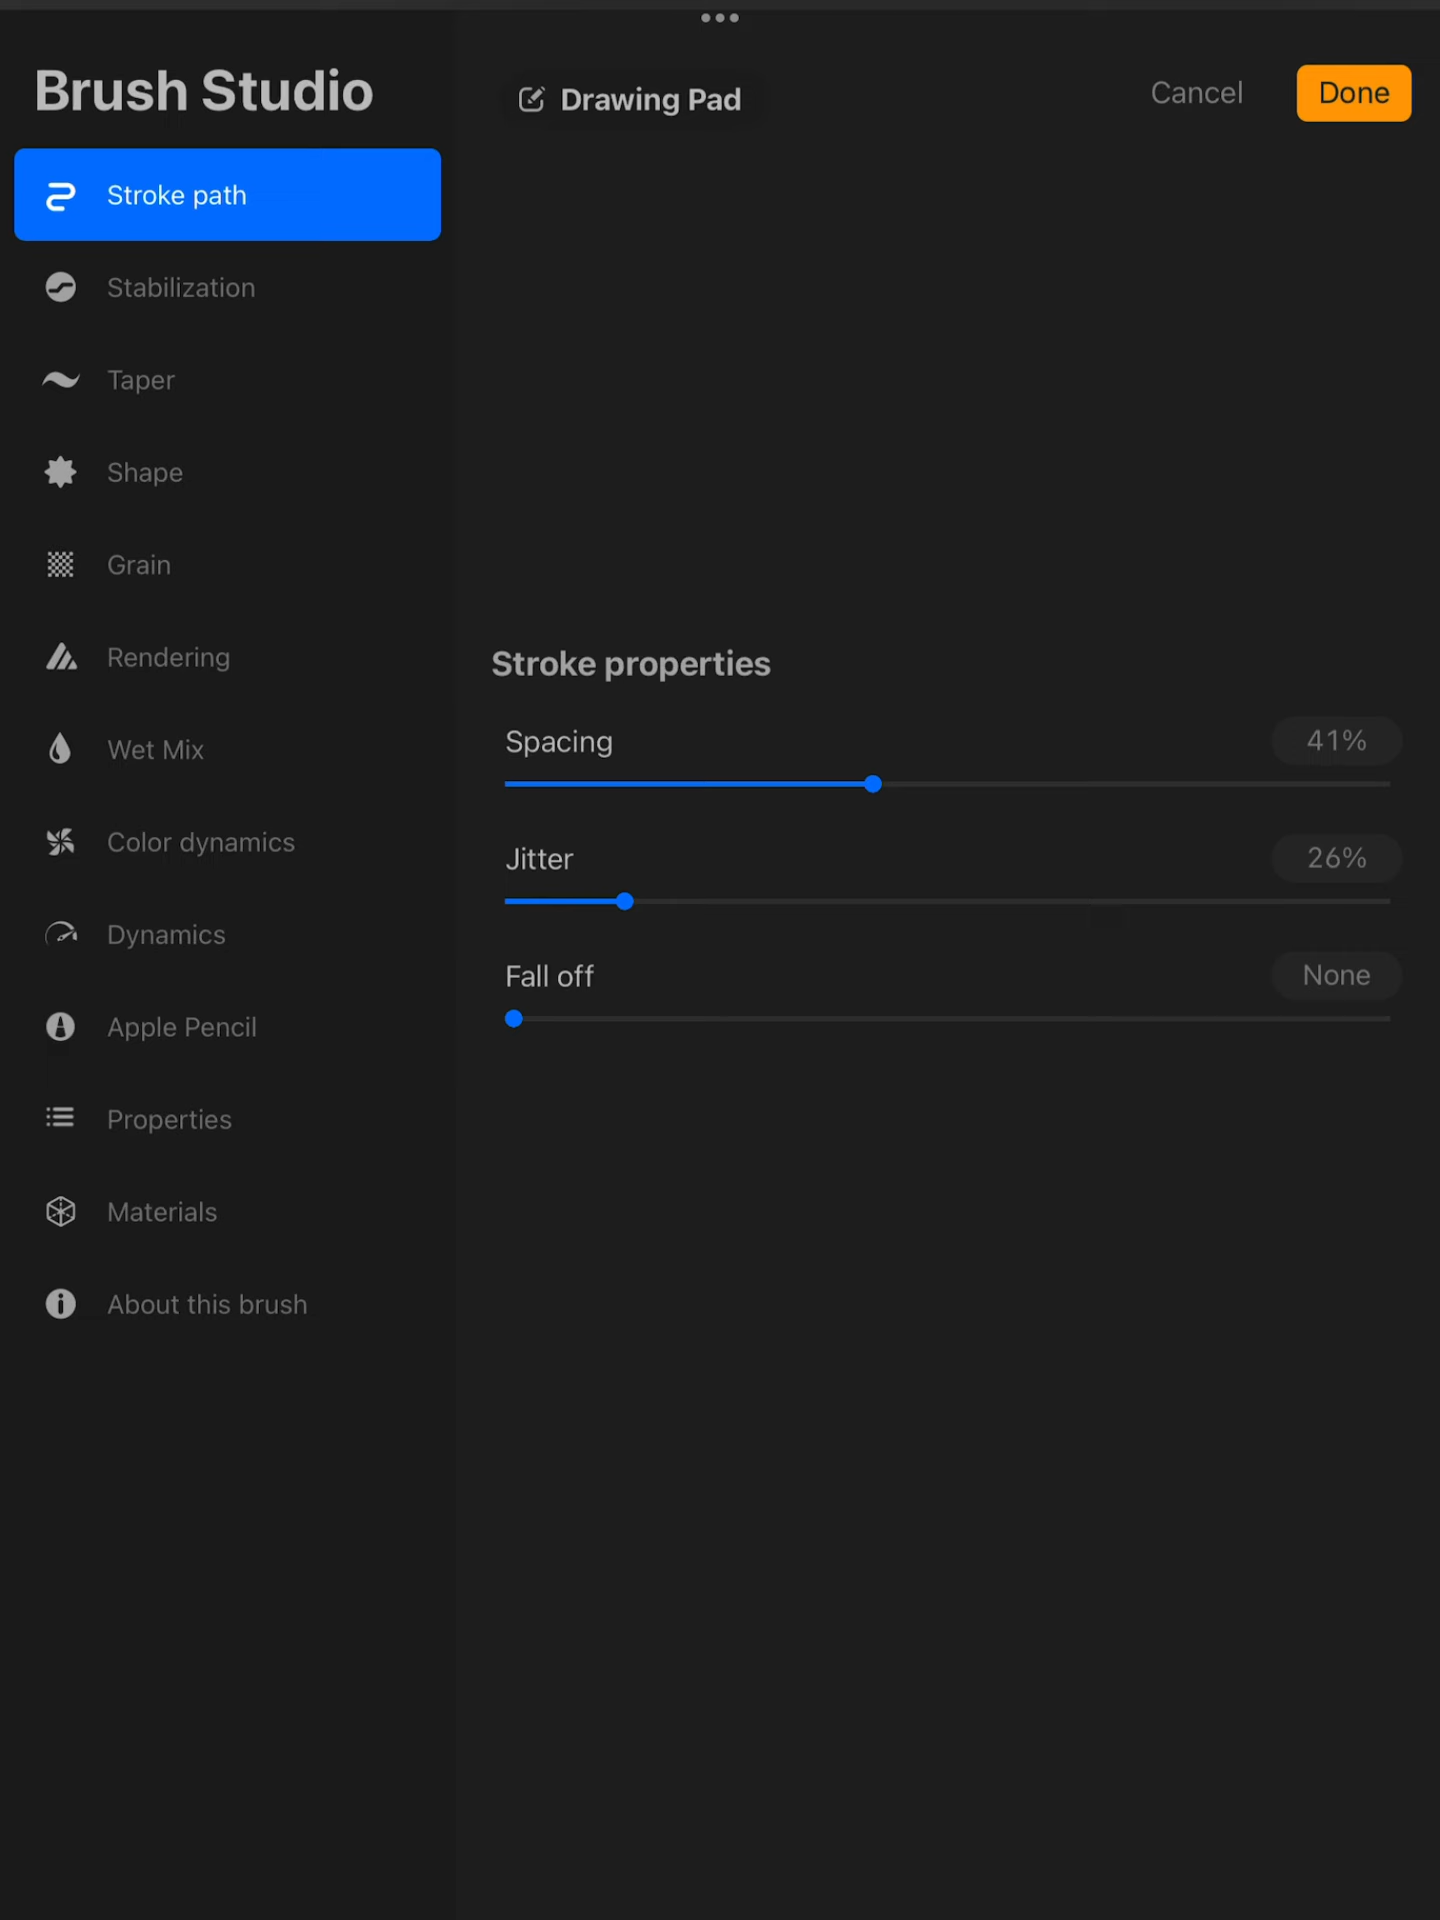 Brush Studio
Drawing Pad
Cancel
Done
Stroke path
Stabilization
Taper
Shape
Grain
Rendering
Wet Mix
Color dynamics
Dynamics
Apple Pencil
Properties
Materials
About this brush
Stroke properties
Spacing
41%
Jitter
26%
Fall off
None